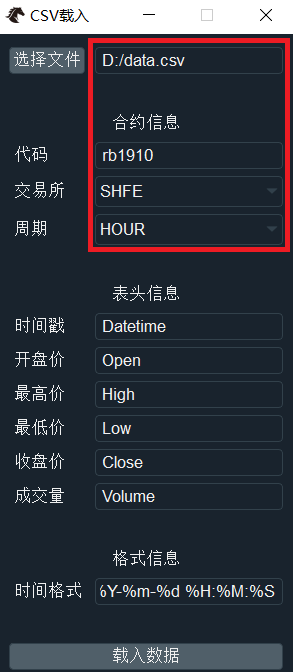 CSV载入
选择文件 D:/data.csv
合约信息
代码 rb1910
交易所 SHFE
周期 HOUR
表头信息
时间戳 Datetime
开盘价 Open
最高价 High
最低价 Low
收盘价 Close
成交量 Volume
格式信息
时间格式 %Y-%m-%d %H:%M:%S
载入数据